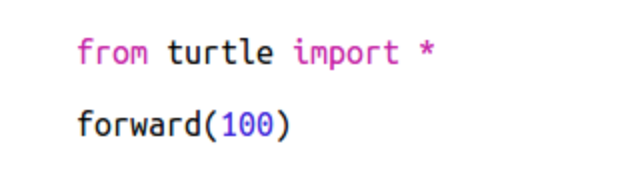 from turtle import *
forward(100)